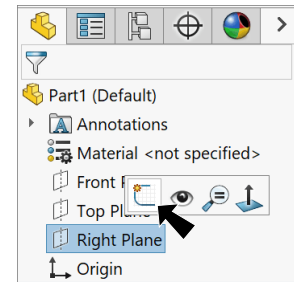 Part1 (Default)
Annotations
Material <not specified>
Front
Top Plane
Right Plane
Origin